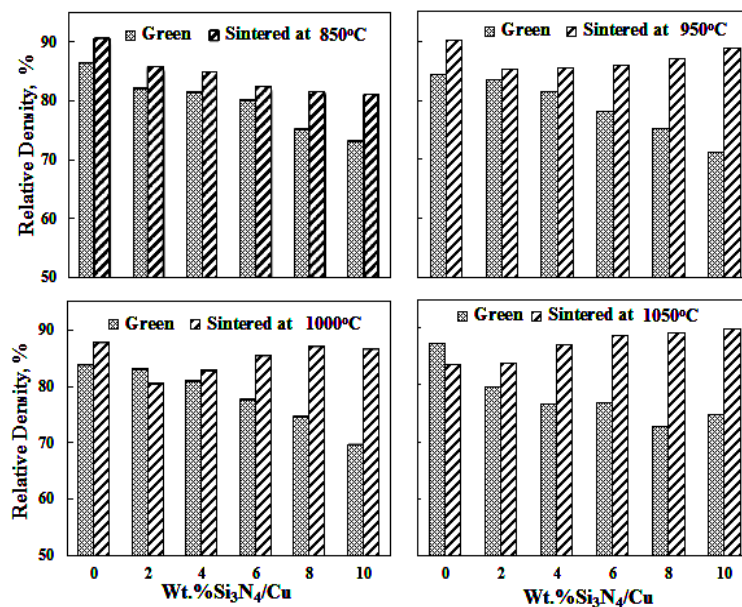 Green Sintered at 850°C
Green Sintered at 950°C
90
80
70
60
50
Relative Density, %
Green Sintered at 1000°C
Green Sintered at 1050°C
90
80
70
60
50
Relative Density, %
0 2 4 6 8 10
0 2 4 6 8 10
Wt.%Si₃N₄/Cu
Wt.%Si₃N₄/Cu